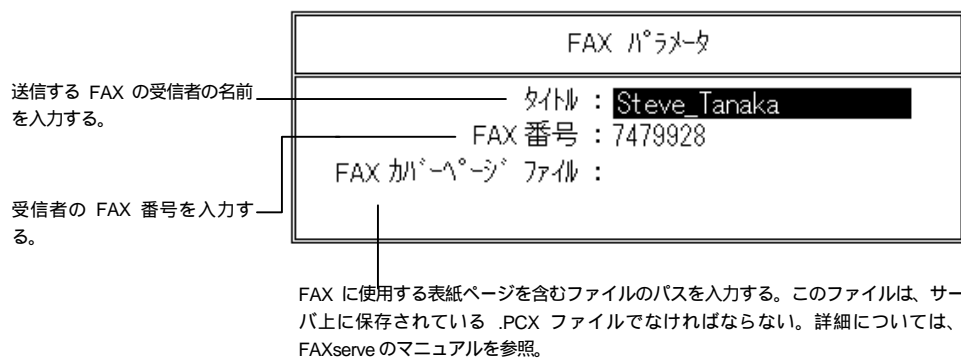 FAX ﾊﾟﾗﾒｰﾀ
送信する FAX の受信者の名前
を入力する。
ﾀｲﾄﾙ : Steve_Tanaka
FAX 番号 : 7479928
FAX ｶﾊﾞｰﾍﾟｰｼﾞ ﾌｧｲﾙ :
受信者の FAX 番号を入力す
る。
FAX に使用する表紙ページを含むファイルのパスを入力する。このファイルは、サー
バ上に保存されている .PCX ファイルでなければならない。詳細については、
FAXserve のマニュアルを参照。